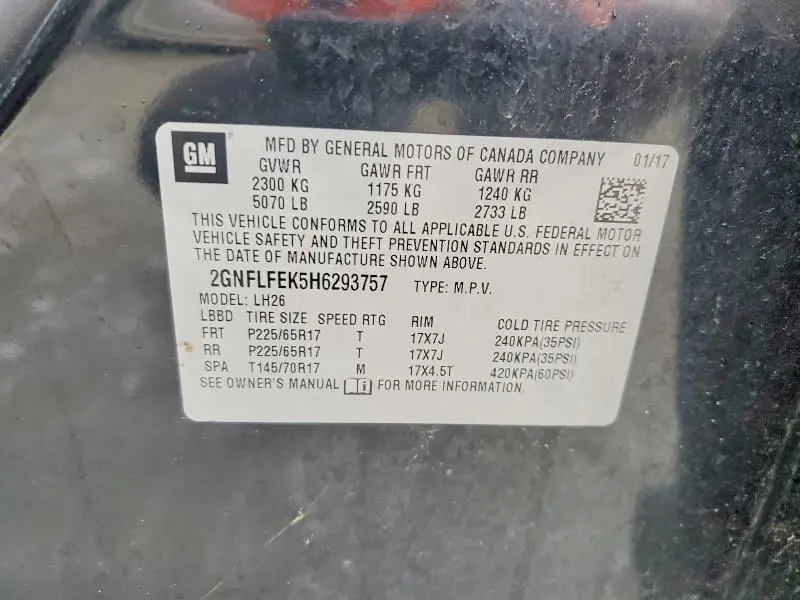 GM MFD BY GENERAL MOTORS OF CANADA COMPANY 01/17
GVWR GAWR FRT GAWR RR
2300 KG 1175 KG 1240 KG
5070 LB 2590 LB 2733 LB
THIS VEHICLE CONFORMS TO ALL APPLICABLE U.S. FEDERAL MOTOR
VEHICLE SAFETY AND THEFT PREVENTION STANDARDS IN EFFECT ON
THE DATE OF MANUFACTURE SHOWN ABOVE.
2GNFLFEK5H6293757 TYPE: M.P.V.
MODEL: LH26
LBBD TIRE SIZE SPEED RTG RIM COLD TIRE PRESSURE
FRT P225/65R17 T 17X7J 240KPA(35PSI)
RR P225/65R17 T 17X7J 240KPA(35PSI)
SPA T145/70R17 M 17X4.5T 420KPA(60PSI)
SEE OWNER'S MANUAL i FOR MORE INFORMATION.